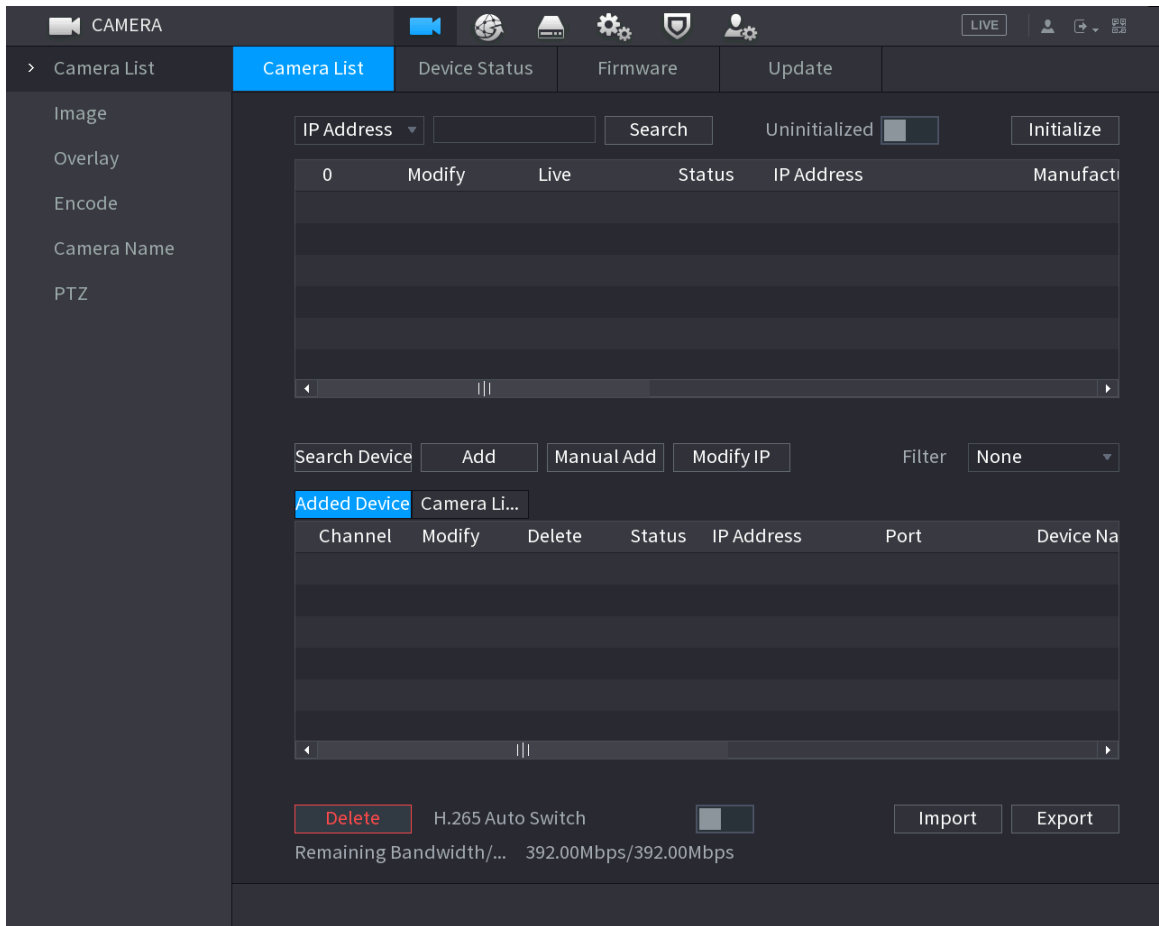 CAMERA LIVE
Camera List Camera List Device Status Firmware Update
Image
Overlay
Encode
Camera Name
PTZ
IP Address Search Uninitialized Initialize
0 Modify Live Status IP Address Manufactu
Search Device Add Manual Add Modify IP Filter None
Added Device Camera Li...
Channel Modify Delete Status IP Address Port Device Na
Delete H.265 Auto Switch Import Export
Remaining Bandwidth/... 392.00Mbps/392.00Mbps